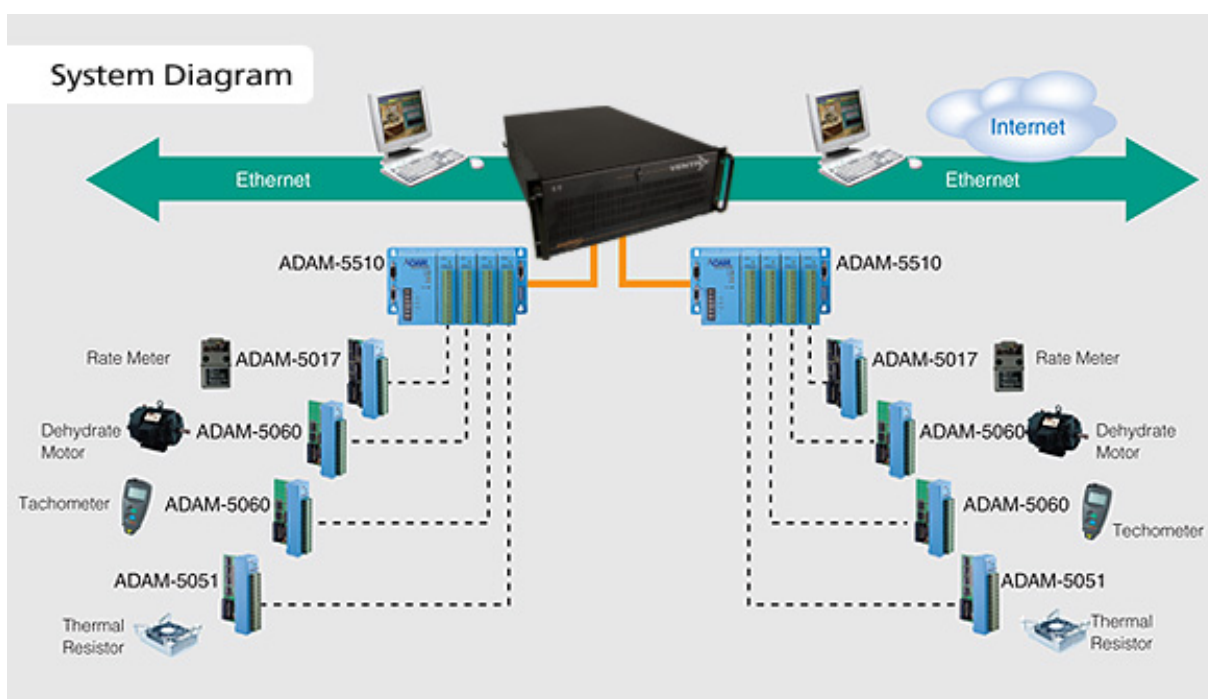 System Diagram
Internet
Ethernet
Ethernet
ADAM-5510
ADAM
ADAM
ADAM-5510
Rate Meter
ADAM-5017
ADAM-5017
Rate Meter
Dehydrate
Motor
ADAM-5060
ADAM-5060
Dehydrate
Motor
Tachometer
ADAM-5060
ADAM-5060
Techometer
ADAM-5051
ADAM-5051
Thermal
Resistor
Thermal
Resistor